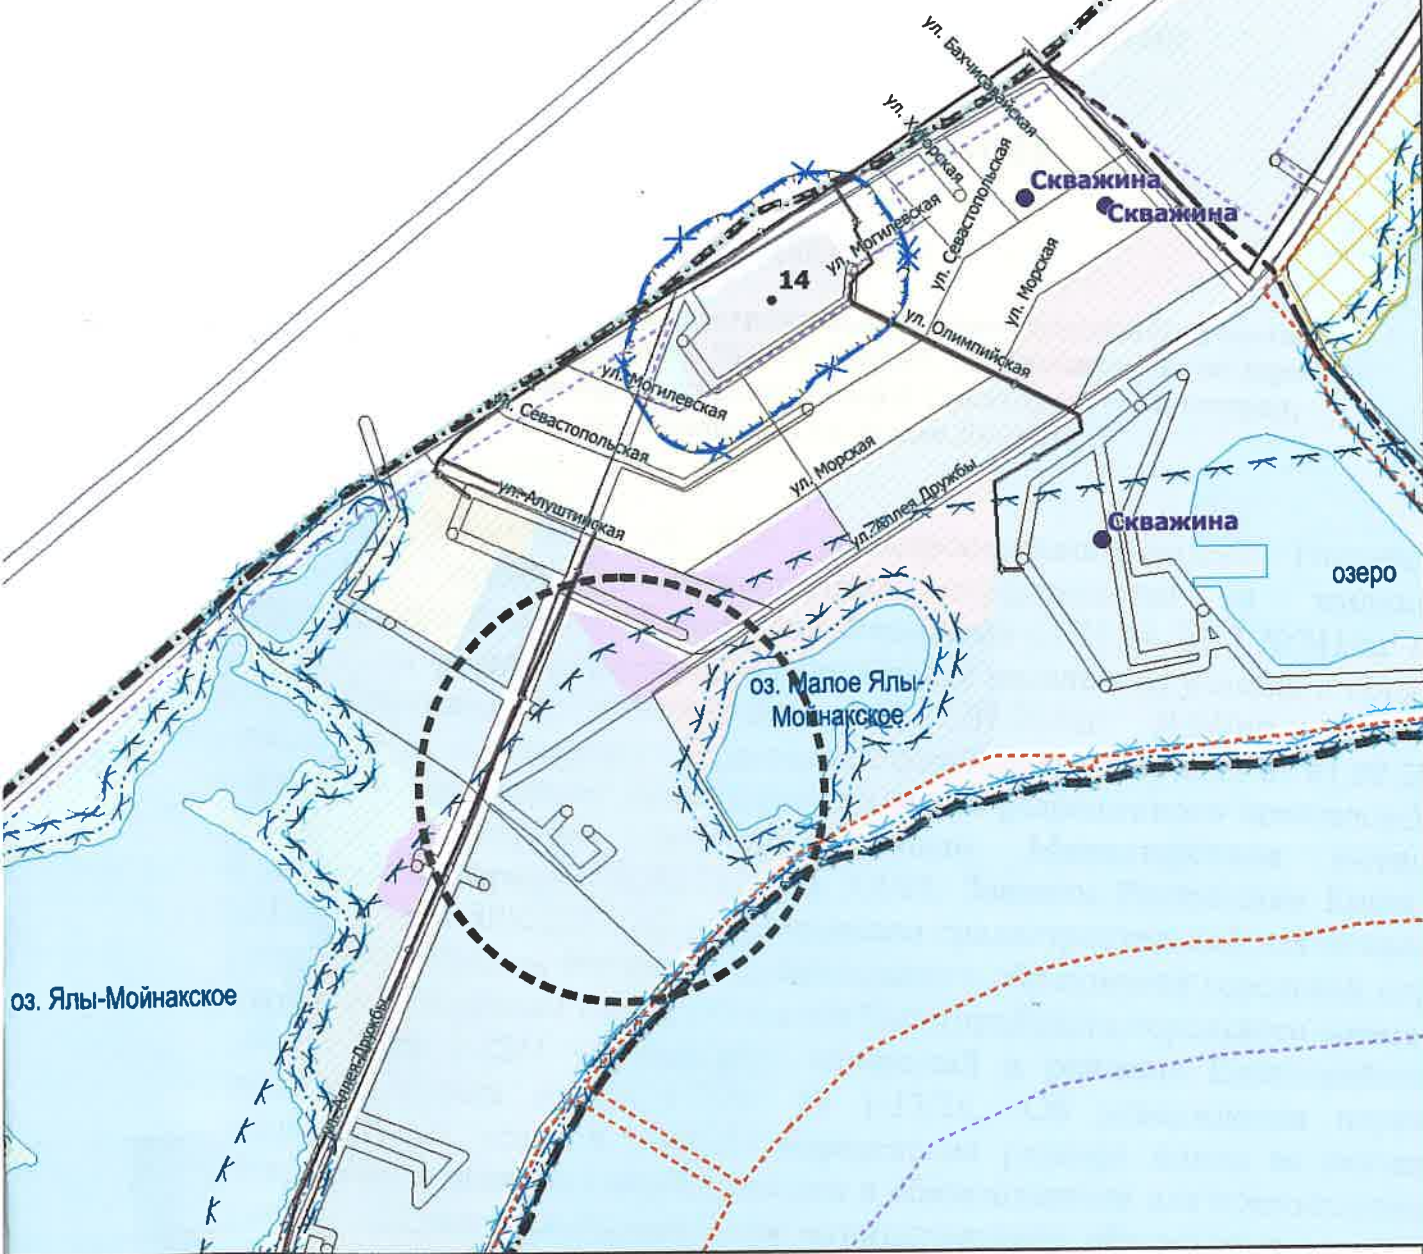 ул. Бахчисарайская
ул. Хуторская
ул. Севастопольская
Скважина
Скважина
ул. Могилевская
14
ул. Морская
ул. Олимпийская
ул. Могилевская
ул. Севастопольская
ул. Морская
ул. Аллея Дружбы
ул. Алуштинская
Скважина
озеро
оз. Малое Ялы-
Мойнакское
оз. Ялы-Мойнакское
ул. Аллея Дружбы